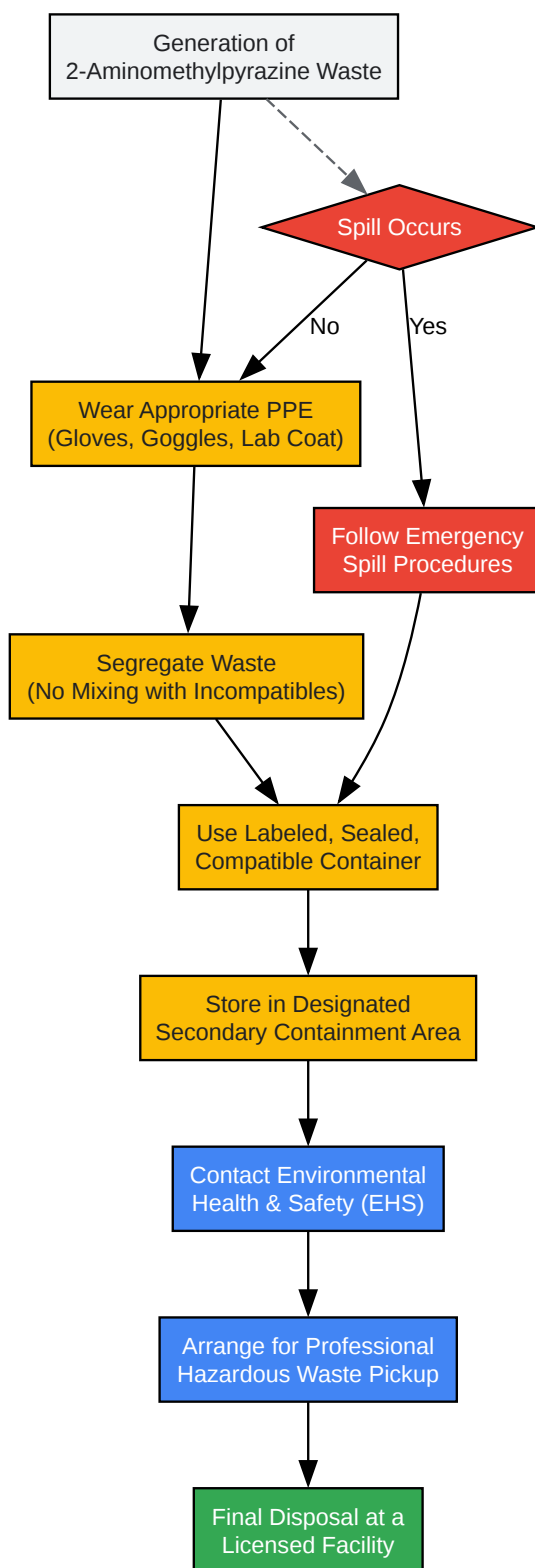 Generation of
2-Aminomethylpyrazine Waste
Spill Occurs
No
Yes
Wear Appropriate PPE
(Gloves, Goggles, Lab Coat)
Follow Emergency
Spill Procedures
Segregate Waste
(No Mixing with Incompatibles)
Use Labeled, Sealed,
Compatible Container
Store in Designated
Secondary Containment Area
Contact Environmental
Health & Safety (EHS)
Arrange for Professional
Hazardous Waste Pickup
Final Disposal at a
Licensed Facility